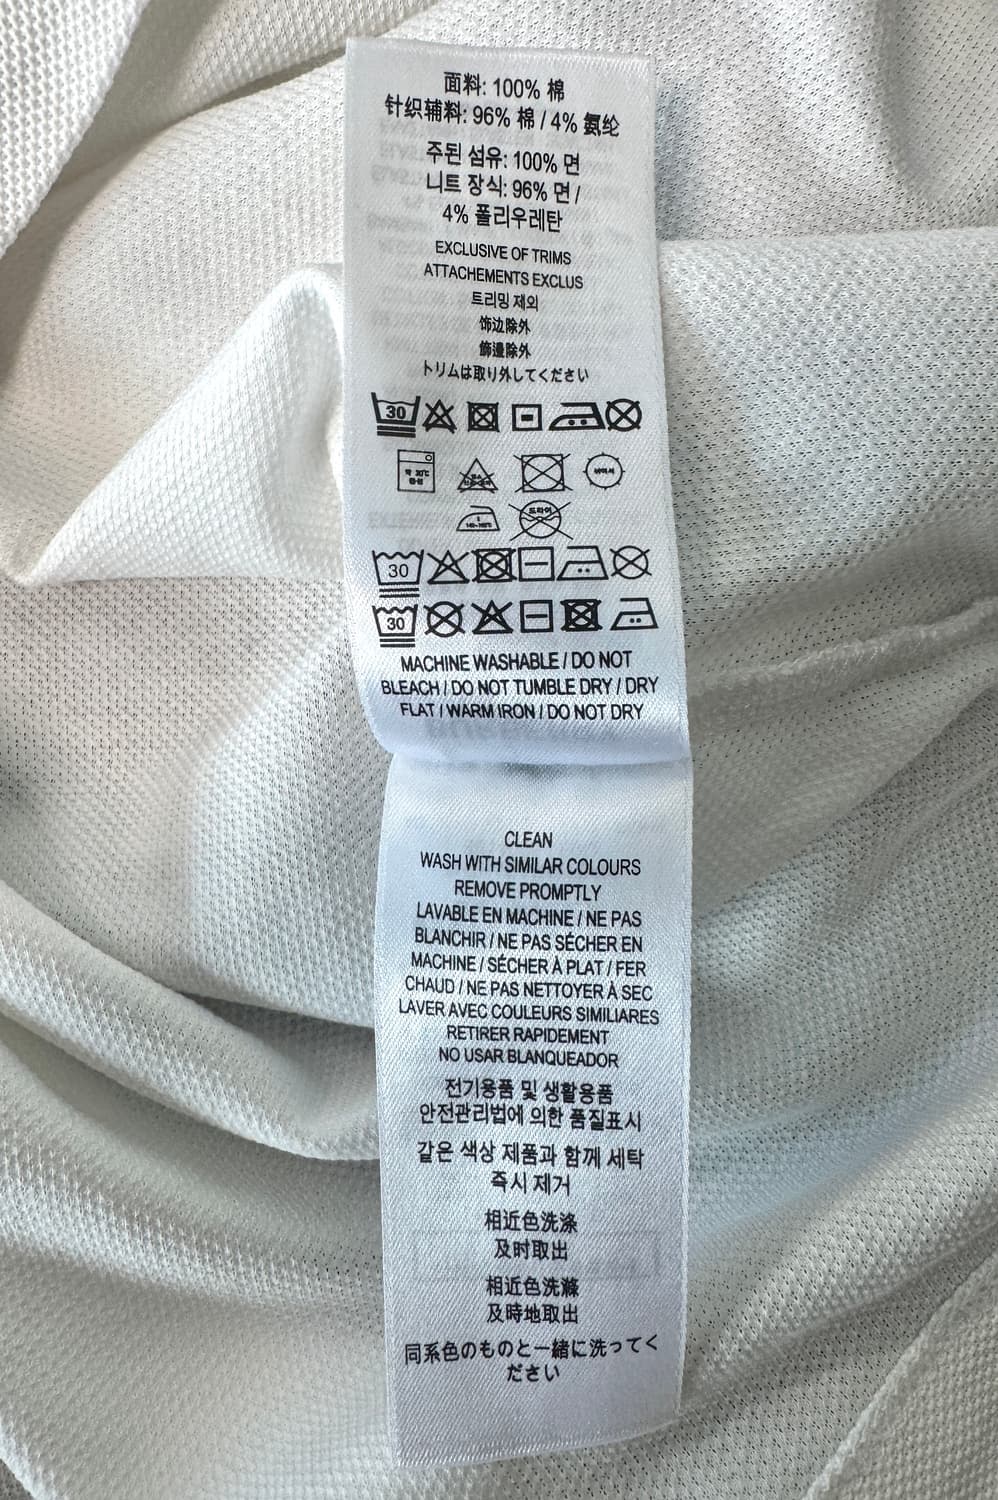 面料: 100% 棉
针织辅料: 96% 棉 / 4% 氨纶
주된 섬유: 100% 면
니트 장식: 96% 면 /
4% 폴리우레탄
EXCLUSIVE OF TRIMS
ATTACHEMENTS EXCLUS
트리밍 제외
饰边除外
飾邊除外
トリムは取り外してください
30
드라이
30
30
MACHINE WASHABLE / DO NOT
BLEACH / DO NOT TUMBLE DRY / DRY
FLAT / WARM IRON / DO NOT DRY
CLEAN
WASH WITH SIMILAR COLOURS
REMOVE PROMPTLY
LAVABLE EN MACHINE / NE PAS
BLANCHIR / NE PAS SÉCHER EN
MACHINE / SÉCHER À PLAT / FER
CHAUD / NE PAS NETTOYER À SEC
LAVER AVEC COULEURS SIMILIARES
RETIRER RAPIDEMENT
NO USAR BLANQUEADOR
전기용품 및 생활용품
안전관리법에 의한 품질표시
같은 색상 제품과 함께 세탁
즉시 제거
相近色洗涤
及时取出
相近色洗滌
及時地取出
同系色のものと一緒に洗ってく
ださい